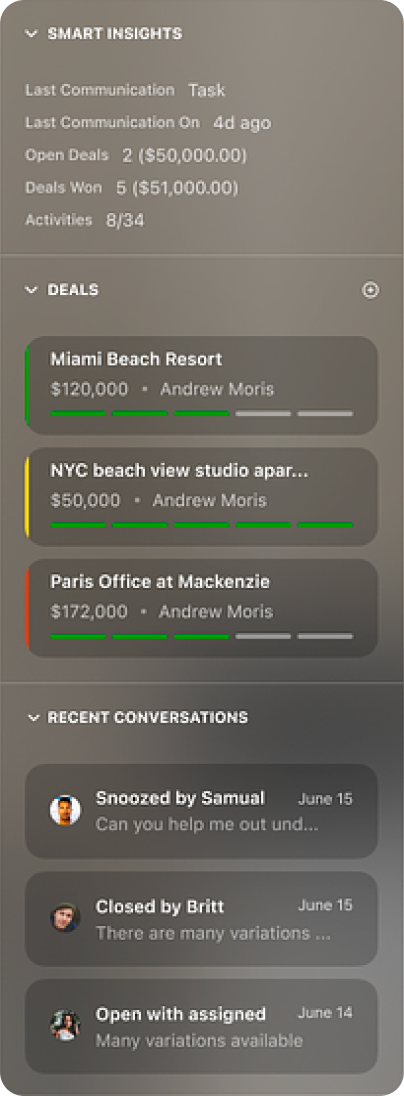 SMART INSIGHTS
Last Communication Task
Last Communication On 4d ago
Open Deals 2 ($50,000.00)
Deals Won 5 ($51,000.00)
Activities 8/34
DEALS
Miami Beach Resort
$120,000 • Andrew Moris
NYC beach view studio apar...
$50,000 • Andrew Moris
Paris Office at Mackenzie
$172,000 • Andrew Moris
RECENT CONVERSATIONS
Snoozed by Samual June 15
Can you help me out und...
Closed by Britt June 15
There are many variations ...
Open with assigned June 14
Many variations available